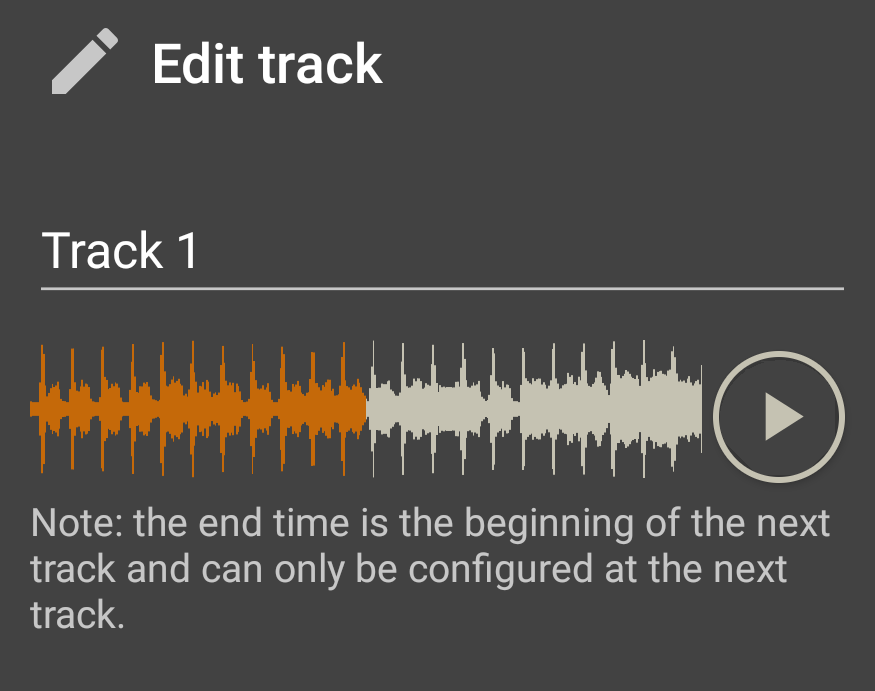 Edit track
Track 1
Note: the end time is the beginning of the next
track and can only be configured at the next
track.